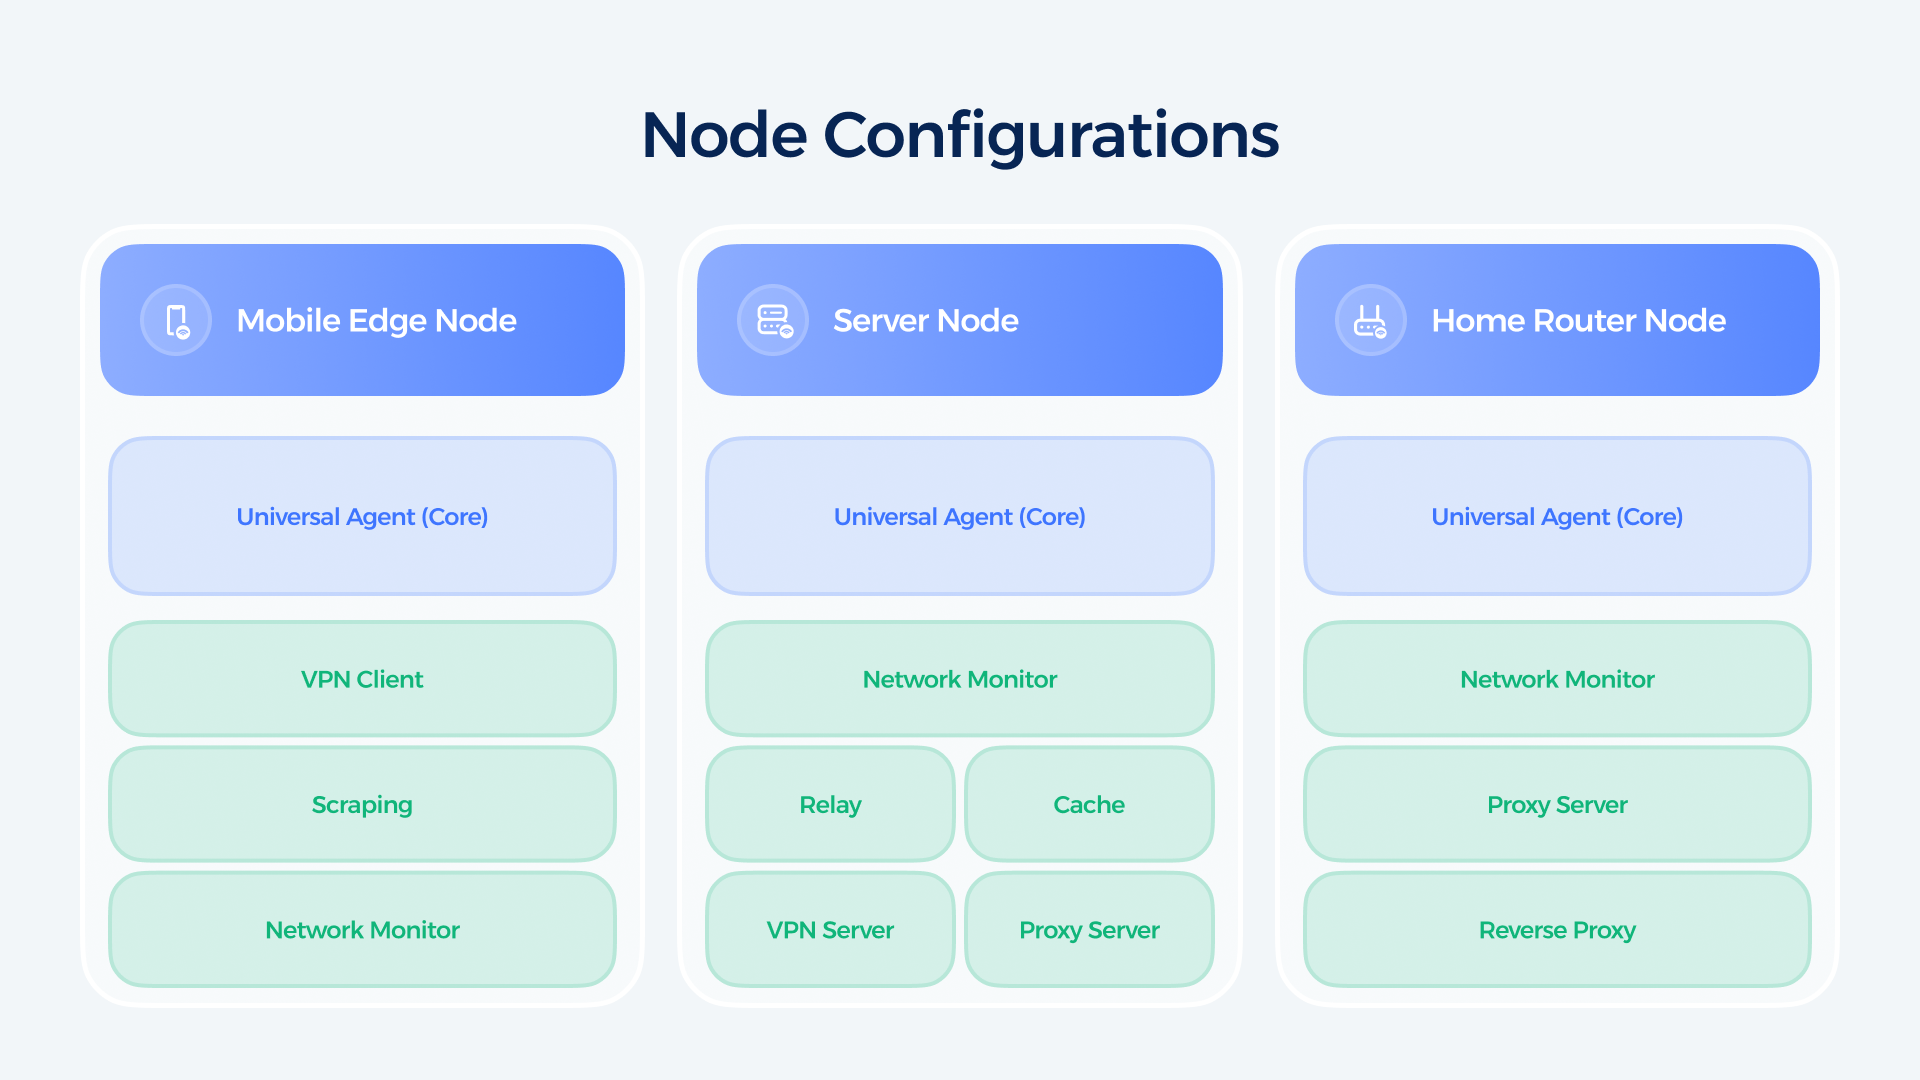 Node Configurations
Mobile Edge Node
Universal Agent (Core)
VPN Client
Scraping
Network Monitor
Server Node
Universal Agent (Core)
Network Monitor
Relay
Cache
VPN Server
Proxy Server
Home Router Node
Universal Agent (Core)
Network Monitor
Proxy Server
Reverse Proxy